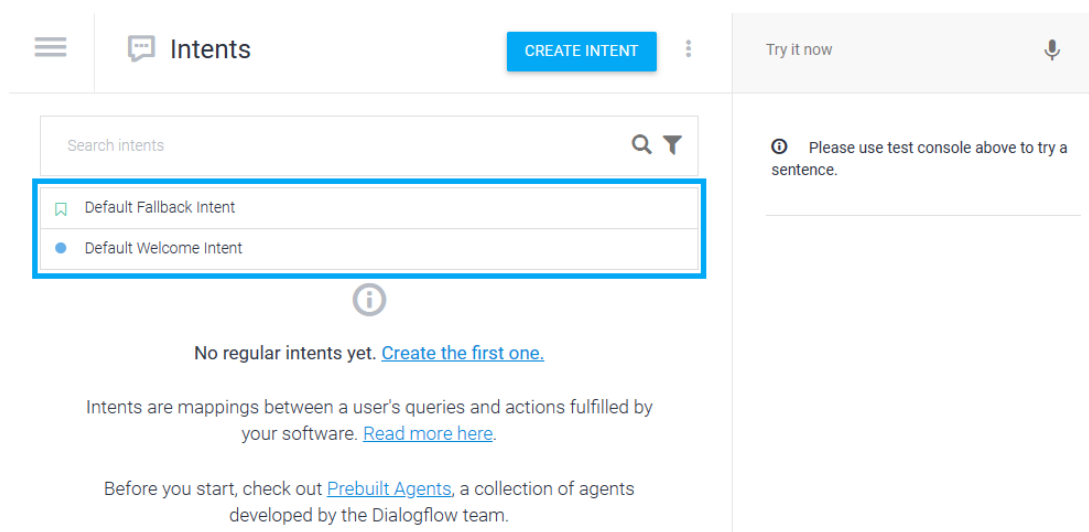 Intents
CREATE INTENT
Try it now
Search intents
Please use test console above to try a
sentence.
Default Fallback Intent
Default Welcome Intent
No regular intents yet. Create the first one.
Intents are mappings between a user's queries and actions fulfilled by
your software. Read more here.
Before you start, check out Prebuilt Agents, a collection of agents
developed by the Dialogflow team.